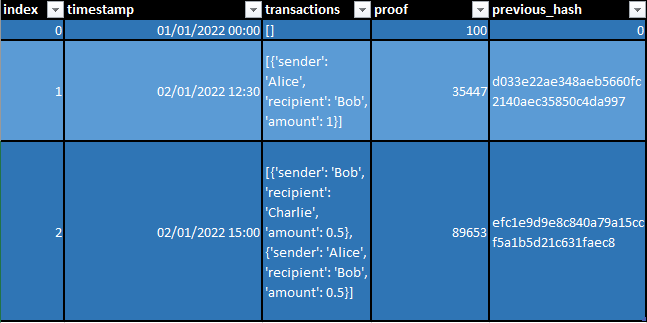 index timestamp transactions proof previous_hash
0 01/01/2022 00:00 [] 100 0
1 02/01/2022 12:30 [{'sender': 'Alice', 'recipient': 'Bob', 'amount': 1}] 35447 d033e22ae348aeb5660fc2140aec35850c4da997
2 02/01/2022 15:00 [{'sender': 'Bob', 'recipient': 'Charlie', 'amount': 0.5}, {'sender': 'Alice', 'recipient': 'Bob', 'amount': 0.5}] 89653 efc1e9d9e8c840a79a15ccf5a1b5d21c631faec8